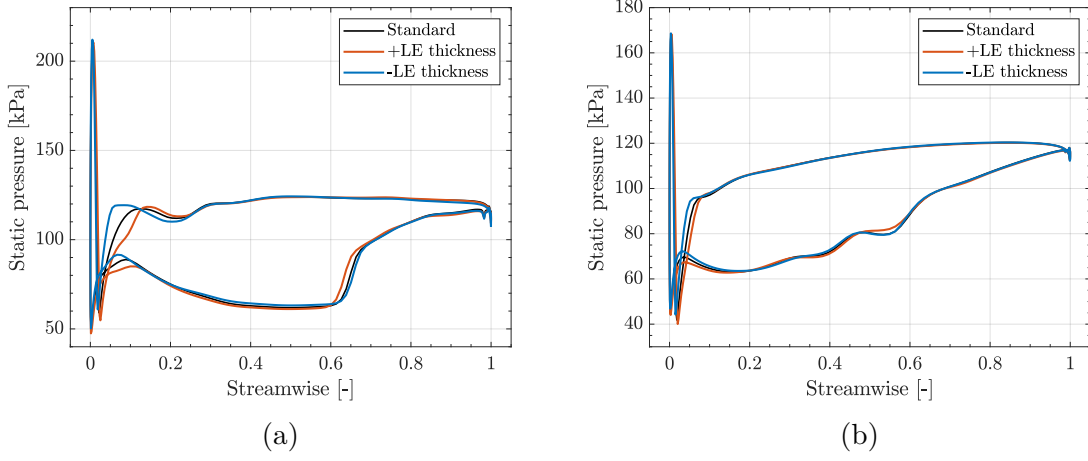 Standard
+LE thickness
-LE thickness
200
150
100
50
0
0.2
0.4
0.6
0.8
1
Static pressure [kPa]
Streamwise [-]
(a)
Standard
+LE thickness
-LE thickness
180
160
140
120
100
80
60
40
0
0.2
0.4
0.6
0.8
1
Static pressure [kPa]
Streamwise [-]
(b)